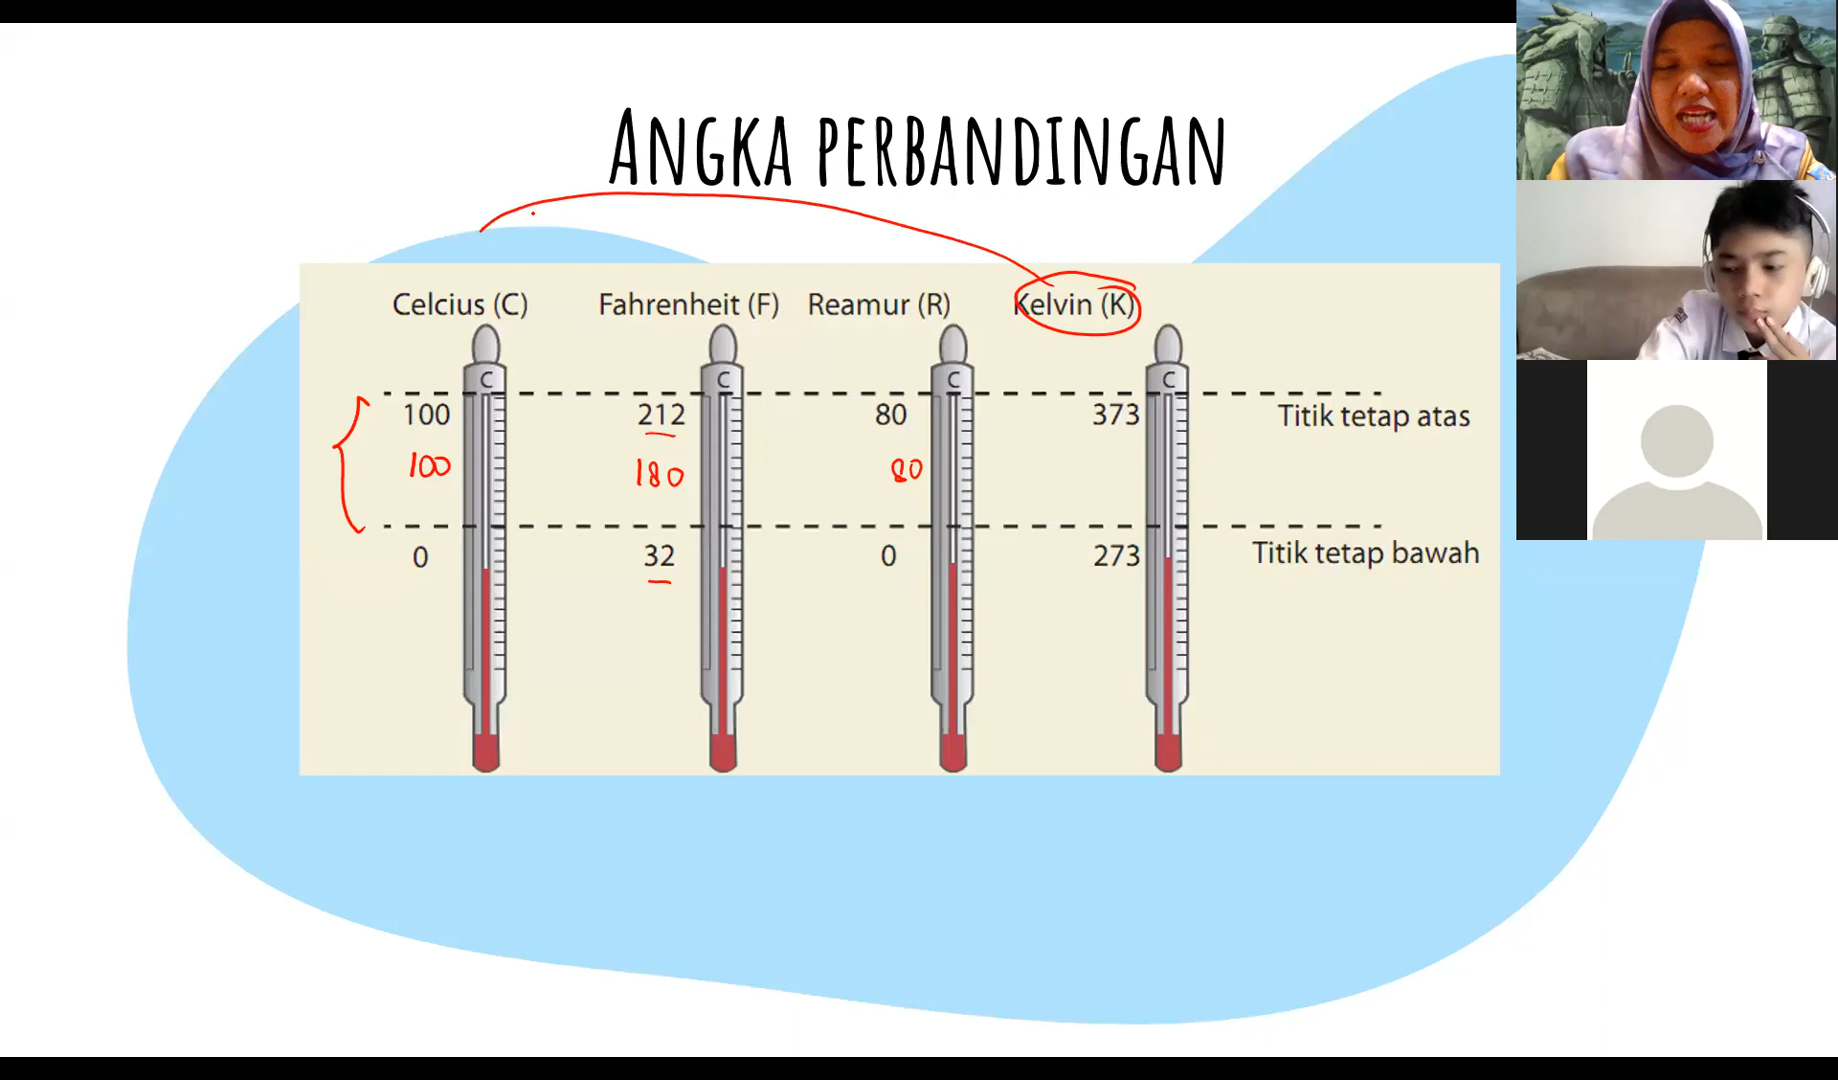 ANGKA PERBANDINGAN
Celcius (C) Fahrenheit (F) Reamur (R) Kelvin (K)
C C C C
100 212 80 373 Titik tetap atas
100 180 80
0 32 0 273 Titik tetap bawah